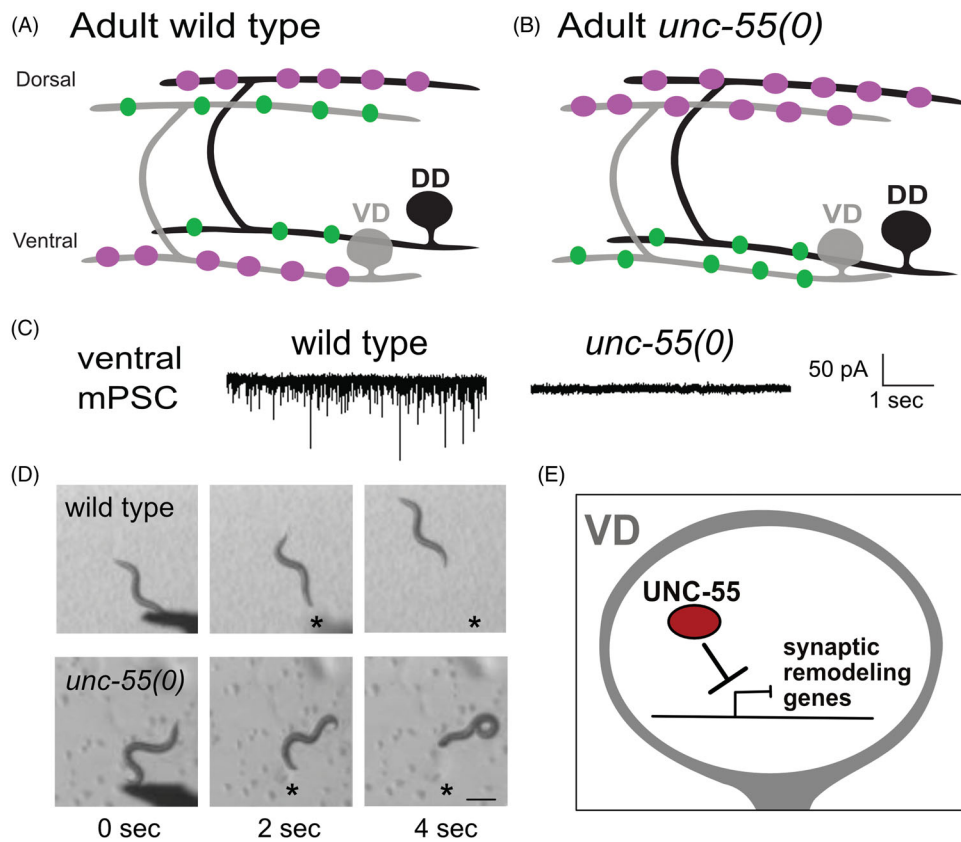 (A) Adult wild type
Dorsal
DD
VD
Ventral
(B) Adult unc-55(0)
DD
VD
(C)
ventral
mPSC
wild type
unc-55(0)
50 pA
1 sec
(D)
wild type
*
*
unc-55(0)
*
*
0 sec
2 sec
4 sec
(E)
VD
UNC-55
synaptic
remodeling
genes